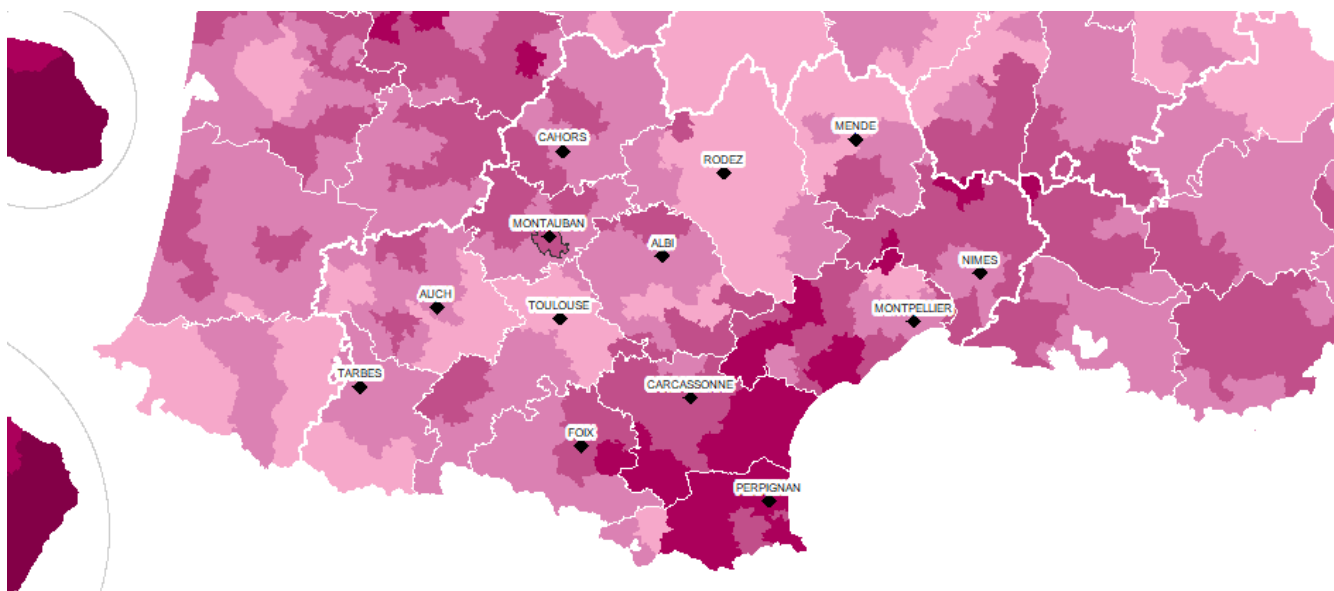 MENDE
CAHORS
RODEZ
MONTAUBAN
ALBI
NIMES
AUCH
TOULOUSE
MONTPELLIER
TARBES
CARCASSONNE
FOIX
PERPIGNAN